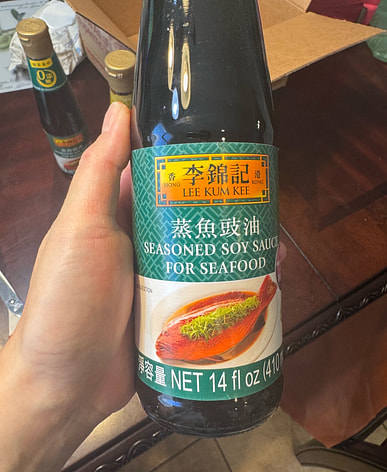 香 李錦記 港
HONG LEE KUM KEE KONG
蒸魚豉油
SEASONED SOY SAUCE
FOR SEAFOOD
淨容量 NET 14 fl oz (410